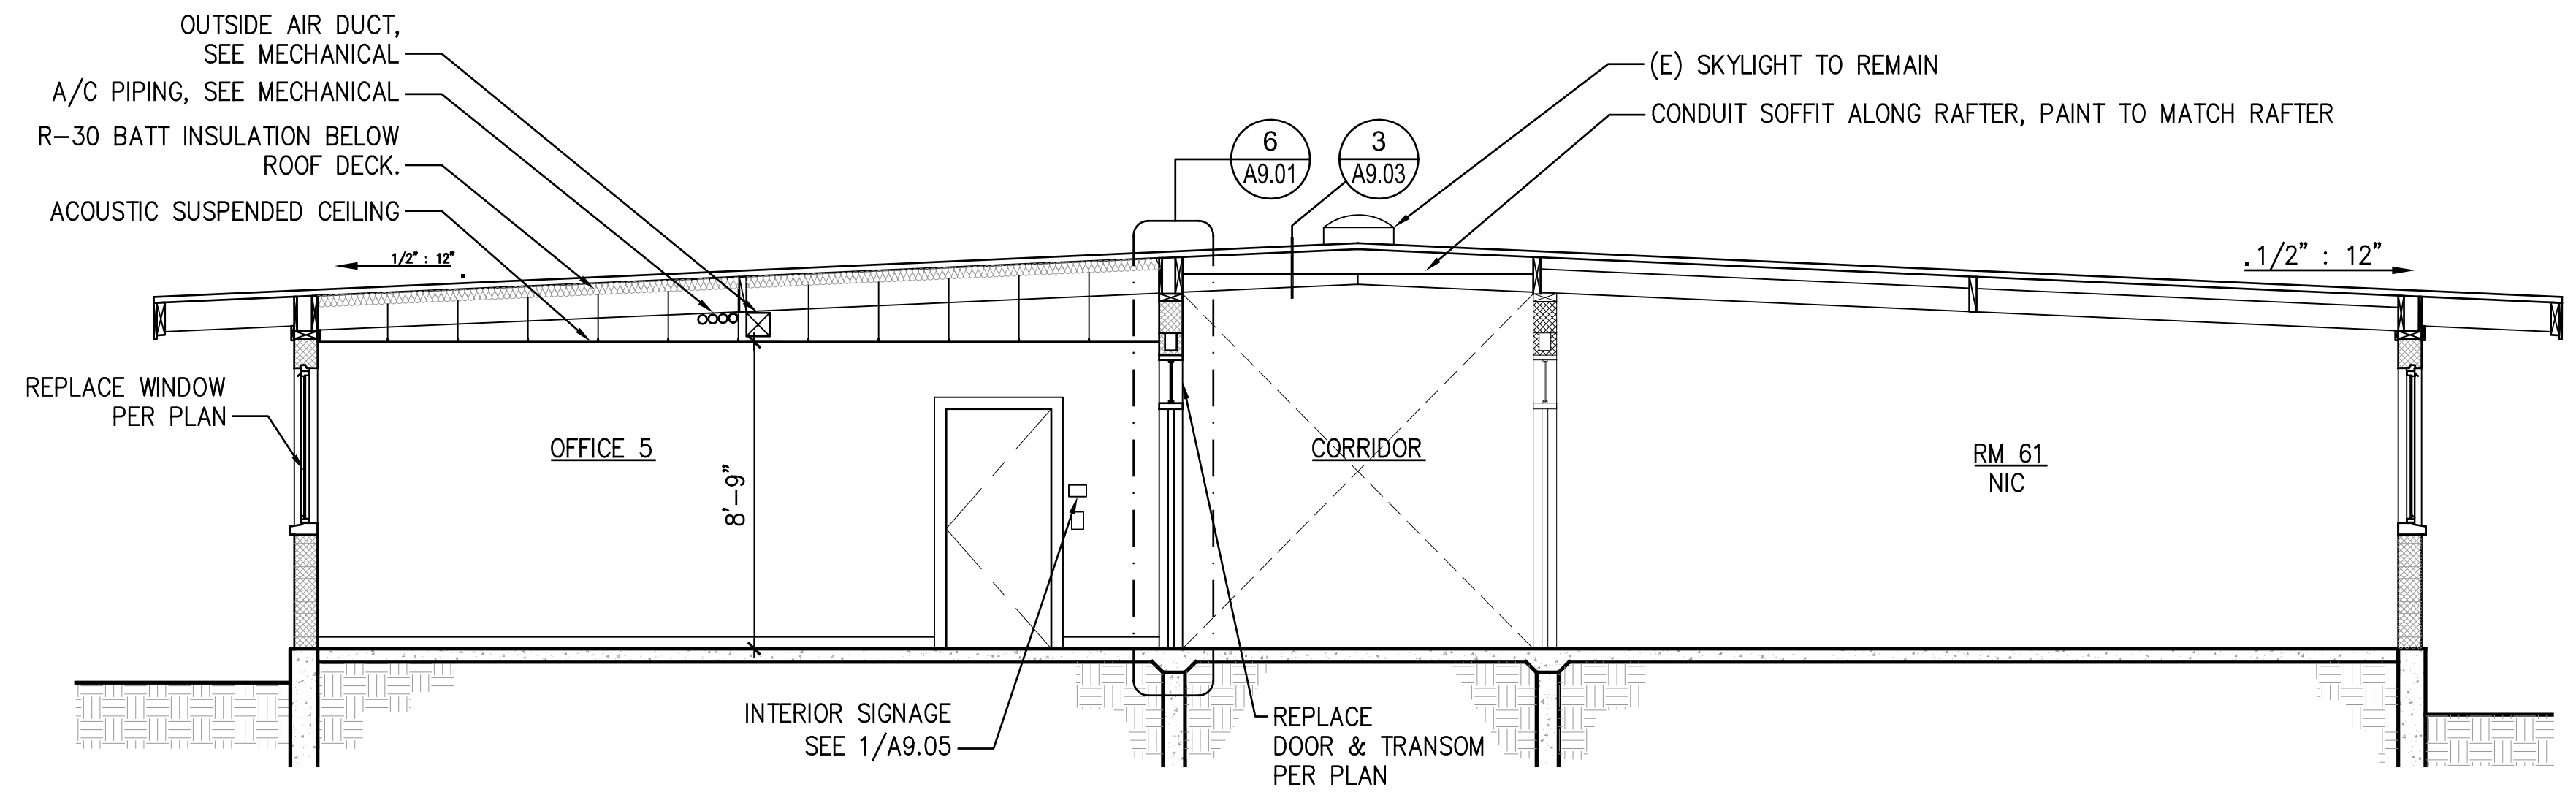 OUTSIDE AIR DUCT,
SEE MECHANICAL
A/C PIPING, SEE MECHANICAL
R-30 BATT INSULATION BELOW
ROOF DECK.
ACOUSTIC SUSPENDED CEILING
1/2" : 12"
6
A9.01
3
A9.03
(E) SKYLIGHT TO REMAIN
CONDUIT SOFFIT ALONG RAFTER, PAINT TO MATCH RAFTER
1/2" : 12"
REPLACE WINDOW
PER PLAN
OFFICE 5
8'-9"
CORRIDOR
RM 61
NIC
INTERIOR SIGNAGE
SEE 1/A9.05
REPLACE
DOOR & TRANSOM
PER PLAN